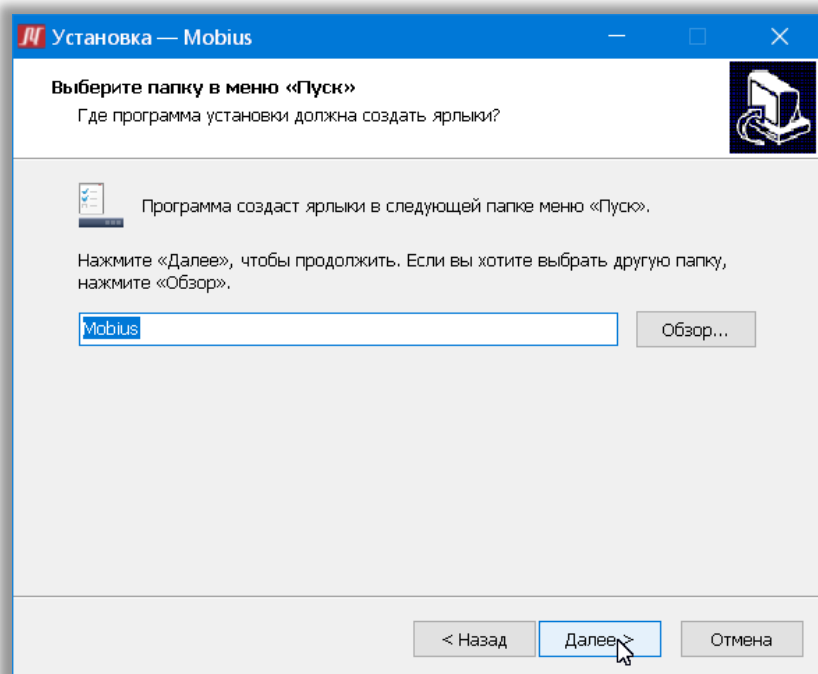 Установка — Mobius
Выберите папку в меню «Пуск»
Где программа установки должна создать ярлыки?
Программа создаст ярлыки в следующей папке меню «Пуск».
Нажмите «Далее», чтобы продолжить. Если вы хотите выбрать другую папку,
нажмите «Обзор».
Mobius
Обзор...
< Назад
Далее >
Отмена